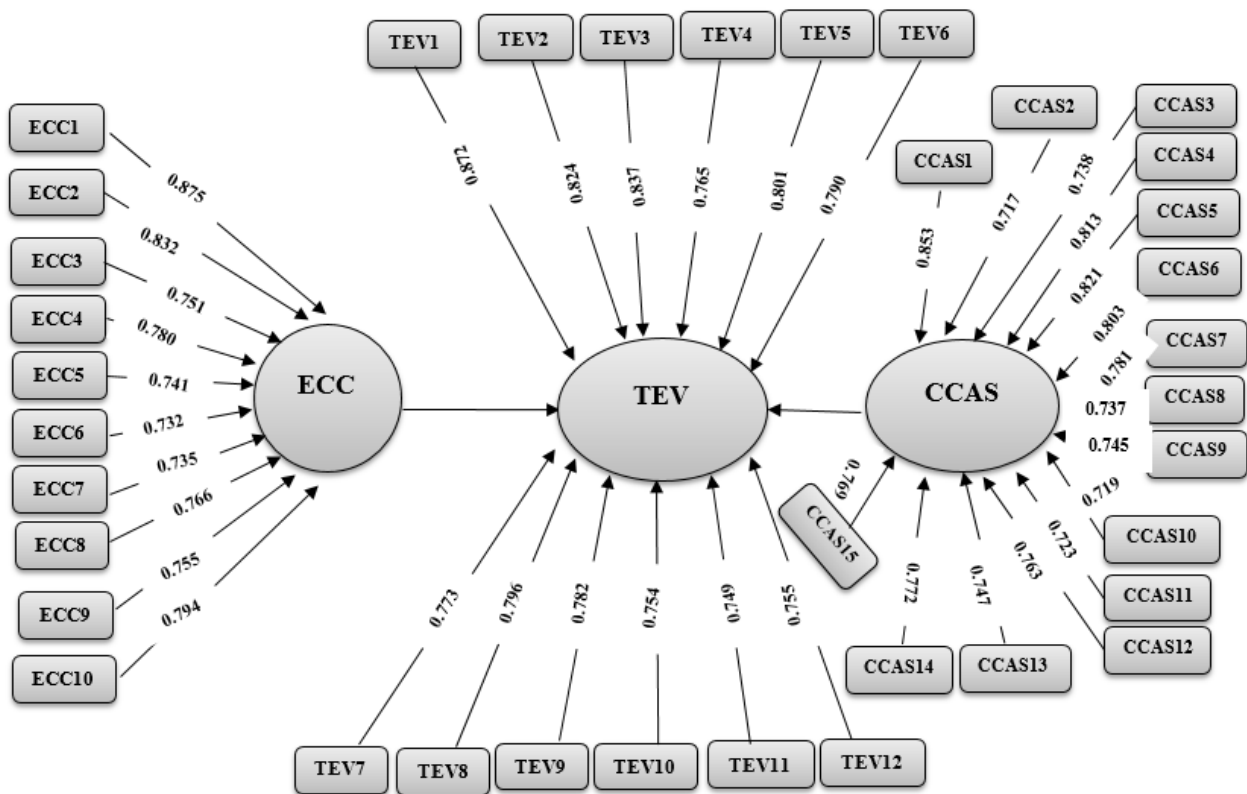 TEV1
TEV2
TEV3
TEV4
TEV5
TEV6
0.872
0.824
0.837
0.765
0.801
0.790
ECC1
ECC2
ECC3
ECC4
ECC5
ECC6
ECC7
ECC8
ECC9
ECC10
0.875
0.832
0.751
0.780
0.741
0.732
0.735
0.766
0.755
0.794
ECC
TEV
CCAS
CCAS1
CCAS2
CCAS3
CCAS4
CCAS5
CCAS6
CCAS7
CCAS8
CCAS9
CCAS10
CCAS11
CCAS12
CCAS13
CCAS14
CCAS15
0.853
0.717
0.738
0.813
0.821
0.803
0.781
0.737
0.745
0.719
0.723
0.763
0.747
0.772
0.769
0.773
0.796
0.782
0.754
0.749
0.755
TEV7
TEV8
TEV9
TEV10
TEV11
TEV12